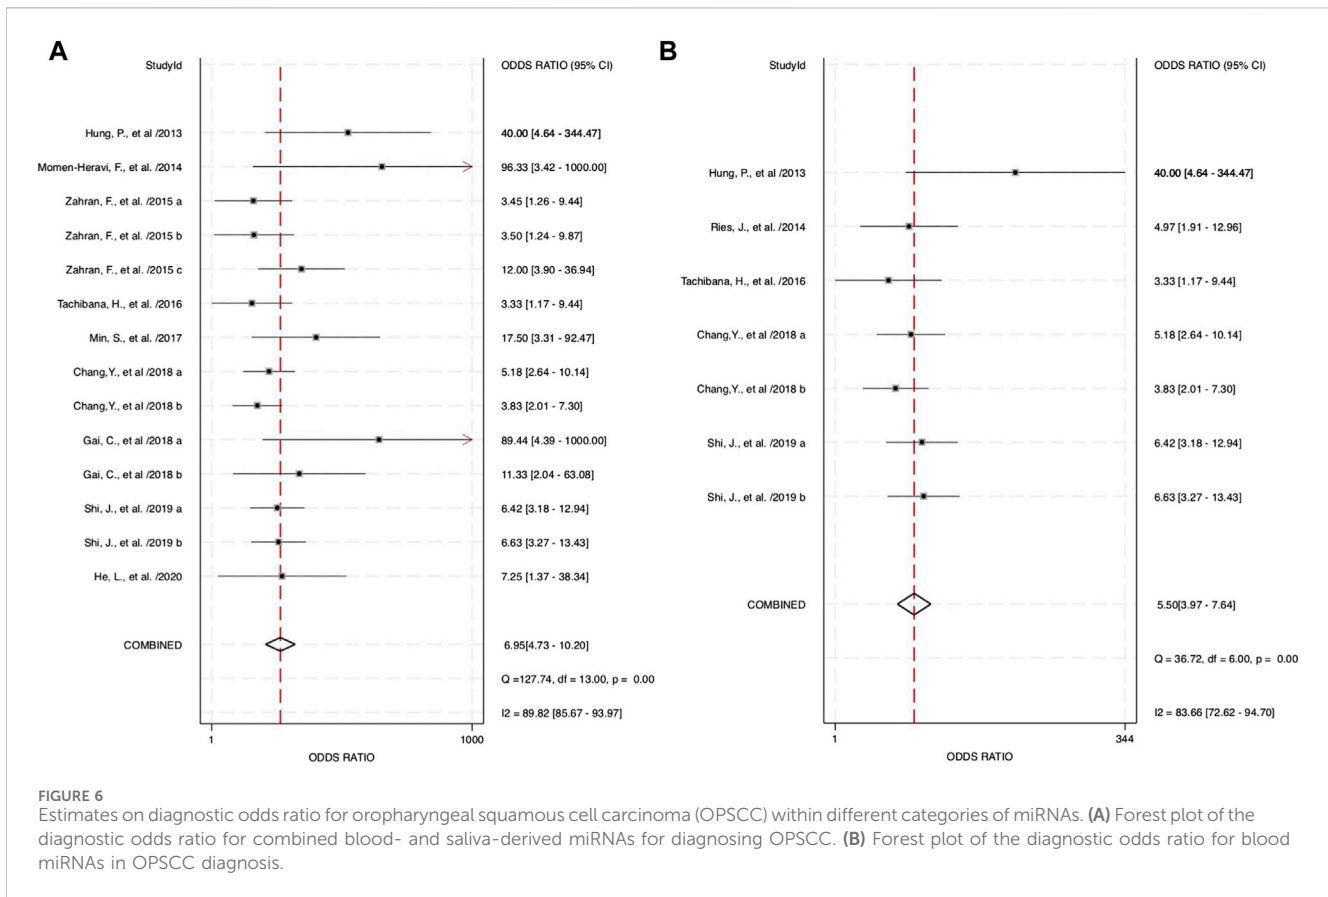 A
StudyId
ODDS RATIO (95% CI)
Hung, P., et al /2013
40.00 [4.64 - 344.47]
Momen-Heravi, F., et al. /2014
96.33 [3.42 - 1000.00]
Zahran, F., et al. /2015 a
3.45 [1.26 - 9.44]
Zahran, F., et al. /2015 b
3.50 [1.24 - 9.87]
Zahran, F., et al. /2015 c
12.00 [3.90 - 36.94]
Tachibana, H., et al. /2016
3.33 [1.17 - 9.44]
Min, S., et al. /2017
17.50 [3.31 - 92.47]
Chang,Y., et al /2018 a
5.18 [2.64 - 10.14]
Chang,Y., et al /2018 b
3.83 [2.01 - 7.30]
Gai, C., et al /2018 a
89.44 [4.39 - 1000.00]
Gai, C., et al /2018 b
11.33 [2.04 - 63.08]
Shi, J., et al. /2019 a
6.42 [3.18 - 12.94]
Shi, J., et al. /2019 b
6.63 [3.27 - 13.43]
He, L., et al. /2020
7.25 [1.37 - 38.34]
COMBINED
6.95[4.73 - 10.20]
Q =127.74, df = 13.00, p = 0.00
I2 = 89.82 [85.67 - 93.97]
1
1000
ODDS RATIO
B
StudyId
ODDS RATIO (95% CI)
Hung, P., et al /2013
40.00 [4.64 - 344.47]
Ries, J., et al. /2014
4.97 [1.91 - 12.96]
Tachibana, H., et al. /2016
3.33 [1.17 - 9.44]
Chang,Y., et al /2018 a
5.18 [2.64 - 10.14]
Chang,Y., et al /2018 b
3.83 [2.01 - 7.30]
Shi, J., et al. /2019 a
6.42 [3.18 - 12.94]
Shi, J., et al. /2019 b
6.63 [3.27 - 13.43]
COMBINED
5.50[3.97 - 7.64]
Q = 36.72, df = 6.00, p = 0.00
I2 = 83.66 [72.62 - 94.70]
1
344
ODDS RATIO
FIGURE 6
Estimates on diagnostic odds ratio for oropharyngeal squamous cell carcinoma (OPSCC) within different categories of miRNAs. (A) Forest plot of the
diagnostic odds ratio for combined blood- and saliva-derived miRNAs for diagnosing OPSCC. (B) Forest plot of the diagnostic odds ratio for blood
miRNAs in OPSCC diagnosis.